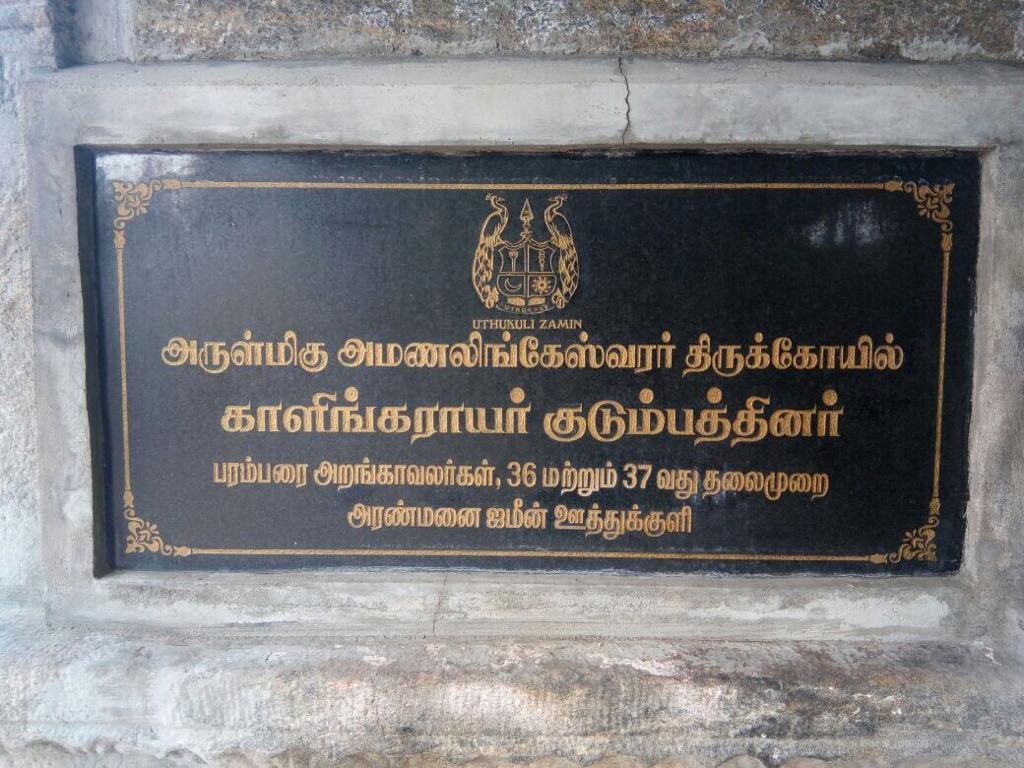 UTHUKULI
UTHUKULI ZAMIN
அருள்மிகு அமணலிங்கேஸ்வரர் திருக்கோயில்
காளிங்கராயர் குடும்பத்தினர்
பரம்பரை அறங்காவலர்கள், 36 மற்றும் 37 வது தலைமுறை
அரண்மனை ஜமீன் ஊத்துக்குளி